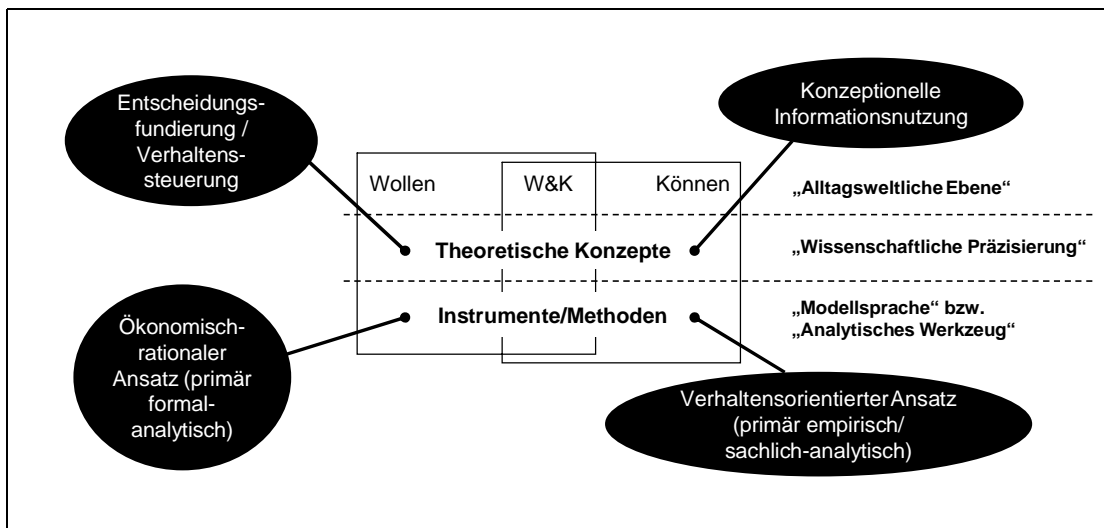 Entscheidungs-
fundierung /
Verhaltens-
steuerung
Konzeptionelle
Informationsnutzung
Wollen
W&K
Können
„Alltagsweltliche Ebene“
Theoretische Konzepte
„Wissenschaftliche Präzisierung“
Instrumente/Methoden
„Modellsprache“ bzw.
„Analytisches Werkzeug“
Ökonomisch-
rationaler
Ansatz (primär
formal-
analytisch)
Verhaltensorientierter Ansatz
(primär empirisch/
sachlich-analytisch)